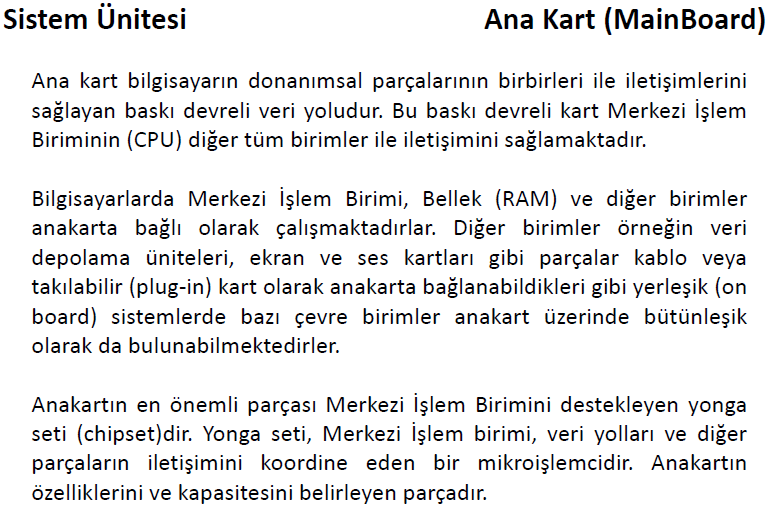 Sistem Ünitesi Ana Kart (MainBoard)
Ana kart bilgisayarın donanımsal parçalarının birbirleri ile iletişimlerini
sağlayan baskı devreli veri yoludur. Bu baskı devreli kart Merkezi İşlem
Biriminin (CPU) diğer tüm birimler ile iletişimini sağlamaktadır.
Bilgisayarlarda Merkezi İşlem Birimi, Bellek (RAM) ve diğer birimler
anakarta bağlı olarak çalışmaktadırlar. Diğer birimler örneğin veri
depolama üniteleri, ekran ve ses kartları gibi parçalar kablo veya
takılabilir (plug-in) kart olarak anakarta bağlanabildikleri gibi yerleşik (on
board) sistemlerde bazı çevre birimler anakart üzerinde bütünleşik
olarak da bulunabilmektedirler.
Anakartın en önemli parçası Merkezi İşlem Birimini destekleyen yonga
seti (chipset)dir. Yonga seti, Merkezi İşlem birimi, veri yolları ve diğer
parçaların iletişimini koordine eden bir mikroişlemcidir. Anakartın
özelliklerini ve kapasitesini belirleyen parçadır.